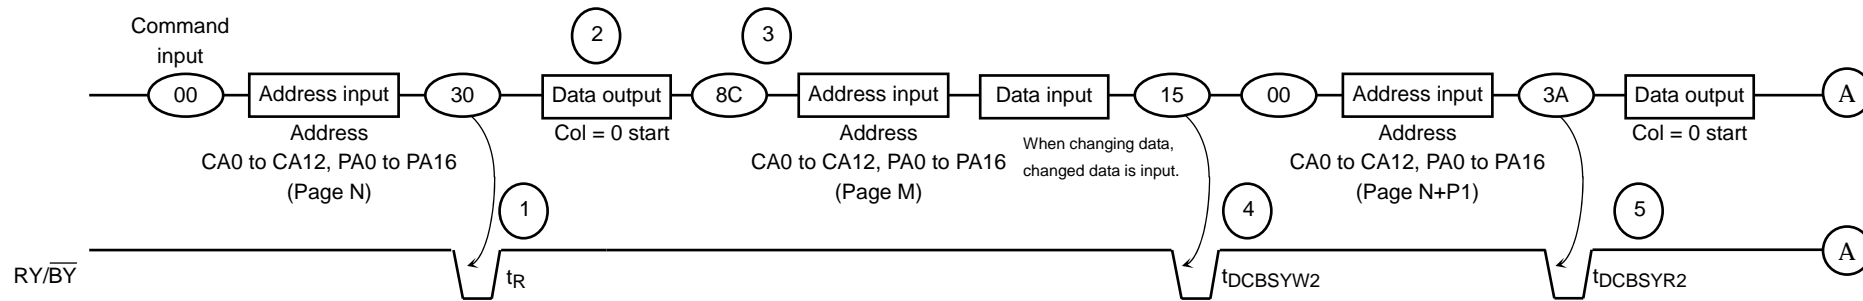 Command
input
2
3
00
Address input
30
Data output
8C
Address input
Data input
15
00
Address input
3A
Data output
A
Address
CA0 to CA12, PA0 to PA16
(Page N)
Col = 0 start
Address
CA0 to CA12, PA0 to PA16
(Page M)
When changing data,
changed data is input.
Address
CA0 to CA12, PA0 to PA16
(Page N+P1)
Col = 0 start
1
4
5
RY/BY
tR
tDCBSYW2
tDCBSYR2
A